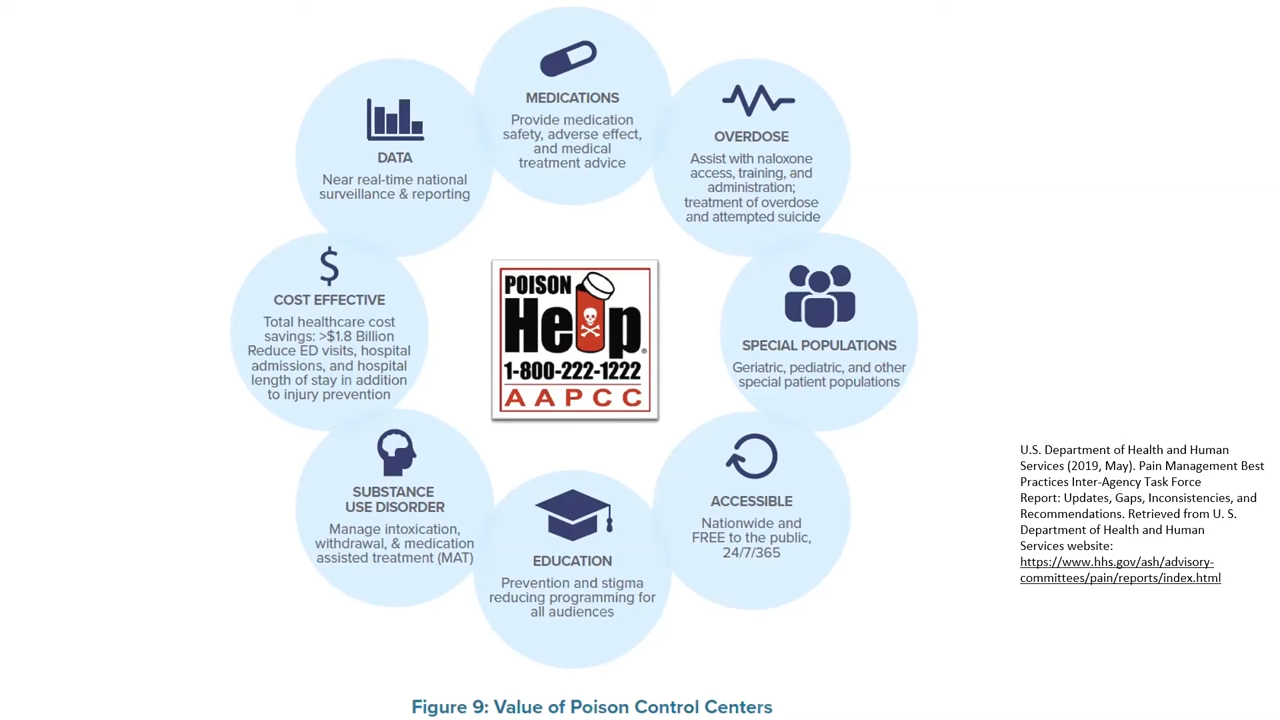 MEDICATIONS
Provide medication
safety, adverse effect,
and medical
treatment advice
OVERDOSE
Assist with naloxone
access, training, and
administration;
treatment of overdose
and attempted suicide
SPECIAL POPULATIONS
Geriatric, pediatric, and other
special patient populations
ACCESSIBLE
Nationwide and
FREE to the public,
24/7/365
EDUCATION
Prevention and stigma
reducing programming for
all audiences
SUBSTANCE
USE DISORDER
Manage intoxication,
withdrawal, & medication
assisted treatment (MAT)
$
COST EFFECTIVE
Total healthcare cost
savings: >$1.8 Billion
Reduce ED visits, hospital
admissions, and hospital
length of stay in addition
to injury prevention
DATA
Near real-time national
surveillance & reporting
POISON
Help®
1-800-222-1222
AAPCC
U.S. Department of Health and Human
Services (2019, May). Pain Management Best
Practices Inter-Agency Task Force
Report: Updates, Gaps, Inconsistencies, and
Recommendations. Retrieved from U. S.
Department of Health and Human
Services website:
https://www.hhs.gov/ash/advisory-
committees/pain/reports/index.html
Figure 9: Value of Poison Control Centers